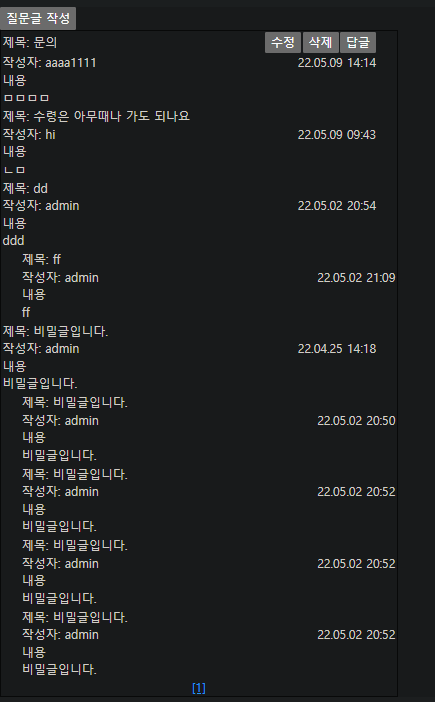 질문글 작성
제목: 문의 수정 삭제 답글
작성자: aaaa1111 22.05.09 14:14
내용
ㅁㅁㅁㅁ
제목: 수령은 아무때나 가도 되나요
작성자: hi 22.05.09 09:43
내용
ㄴㅁ
제목: dd
작성자: admin 22.05.02 20:54
내용
ddd
제목: ff
작성자: admin 22.05.02 21:09
내용
ff
제목: 비밀글입니다.
작성자: admin 22.04.25 14:18
내용
비밀글입니다.
제목: 비밀글입니다.
작성자: admin 22.05.02 20:50
내용
비밀글입니다.
제목: 비밀글입니다.
작성자: admin 22.05.02 20:52
내용
비밀글입니다.
제목: 비밀글입니다.
작성자: admin 22.05.02 20:52
내용
비밀글입니다.
제목: 비밀글입니다.
작성자: admin 22.05.02 20:52
내용
비밀글입니다.
[1]